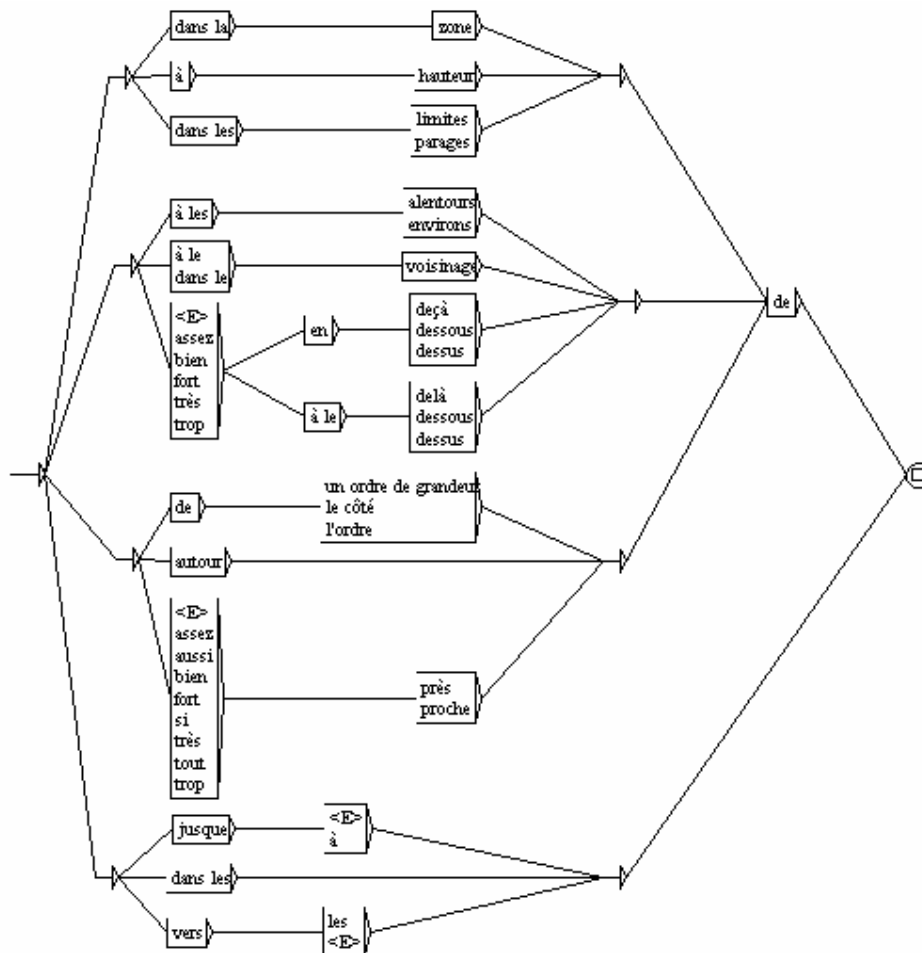 dans la
zone
à
hauteur
dans les
limites
parages
à les
alentours
environs
à le
dans le
voisinage
<E>
assez
bien
fort
très
trop
en
deçà
dessous
dessus
à le
delà
dessous
dessus
de
de
un ordre de grandeur
le côté
l'ordre
autour
<E>
assez
aussi
bien
fort
si
très
tout
trop
près
proche
jusque
<E>
à
dans les
vers
les
<E>